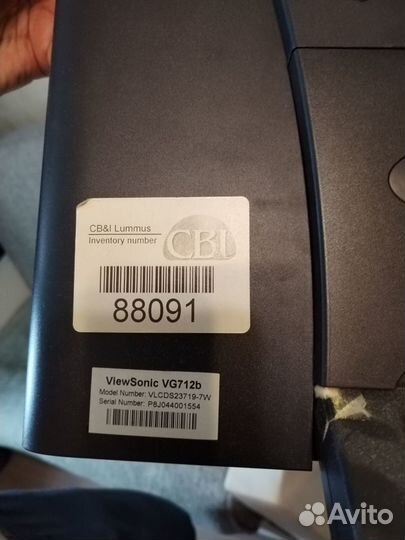 CB&I Lummus
Inventory number
CBI
88091
ViewSonic VG712b
Model Number: VLCDS23719-7W
Serial Number: P8J044001554
Avito